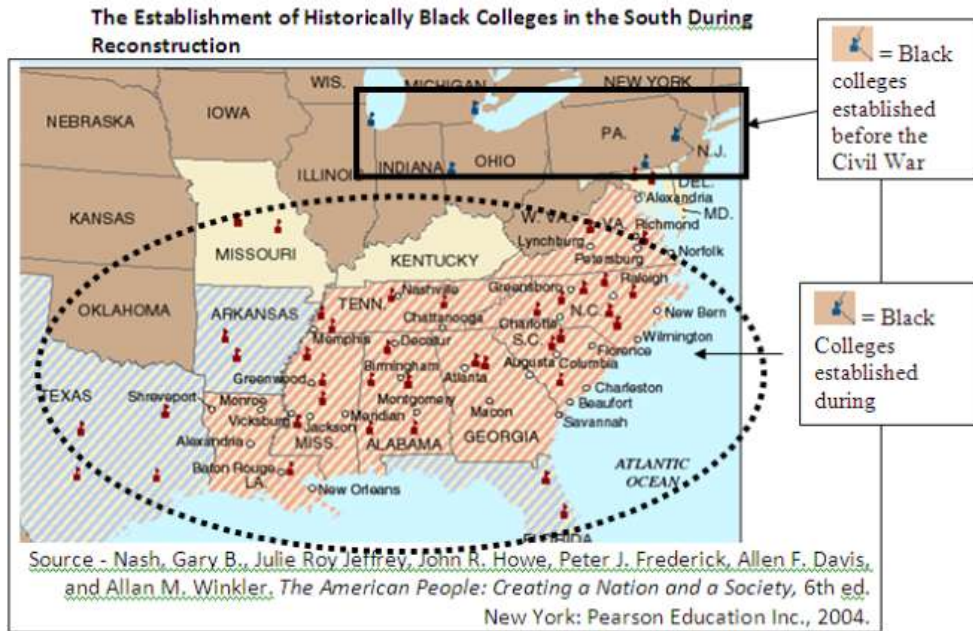 The Establishment of Historically Black Colleges in the South During
Reconstruction
= Black
colleges
established
before the
Civil War
WIS.
MICHIGAN
NEW YORK
NEBRASKA
IOWA
PA.
N.J.
ILLINOI
INDIANA
OHIO
DEL.
MD.
KANSAS
W. VA.
VA.
Alexandria
Richmond
Lynchburg
Petersburg
Norfolk
MISSOURI
KENTUCKY
= Black
Colleges
established
during
OKLAHOMA
ARKANSAS
TENN.
Nashville
Chattanooga
Greensboro
Raleigh
N.C.
New Bern
Charlotte
Wilmington
Memphis
Decatur
S.C.
Florence
Columbia
Birmingham
Augusta
Atlanta
Charleston
Greenwood
Beaufort
Savannah
TEXAS
Shreveport
Monroe
Vicksburg
Jackson
Meridian
Montgomery
Macon
Alexandria
MISS.
ALABAMA
GEORGIA
Baton Rouge
LA.
New Orleans
ATLANTIC
OCEAN
FLORIDA
Source - Nash, Gary B., Julie Roy Jeffrey, John R. Howe, Peter J. Frederick, Allen F. Davis,
and Allan M. Winkler. The American People: Creating a Nation and a Society, 6th ed.
New York: Pearson Education Inc., 2004.